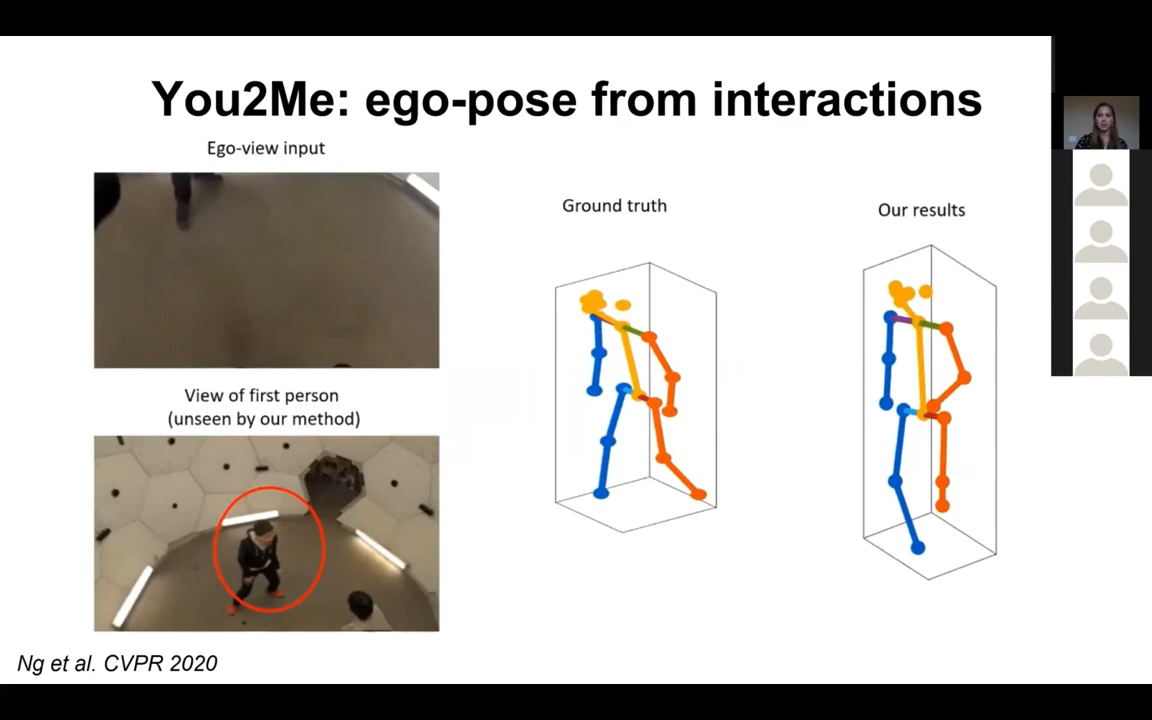 You2Me: ego-pose from interactions
Ego-view input
Ground truth
Our results
View of first person
(unseen by our method)
Ng et al. CVPR 2020